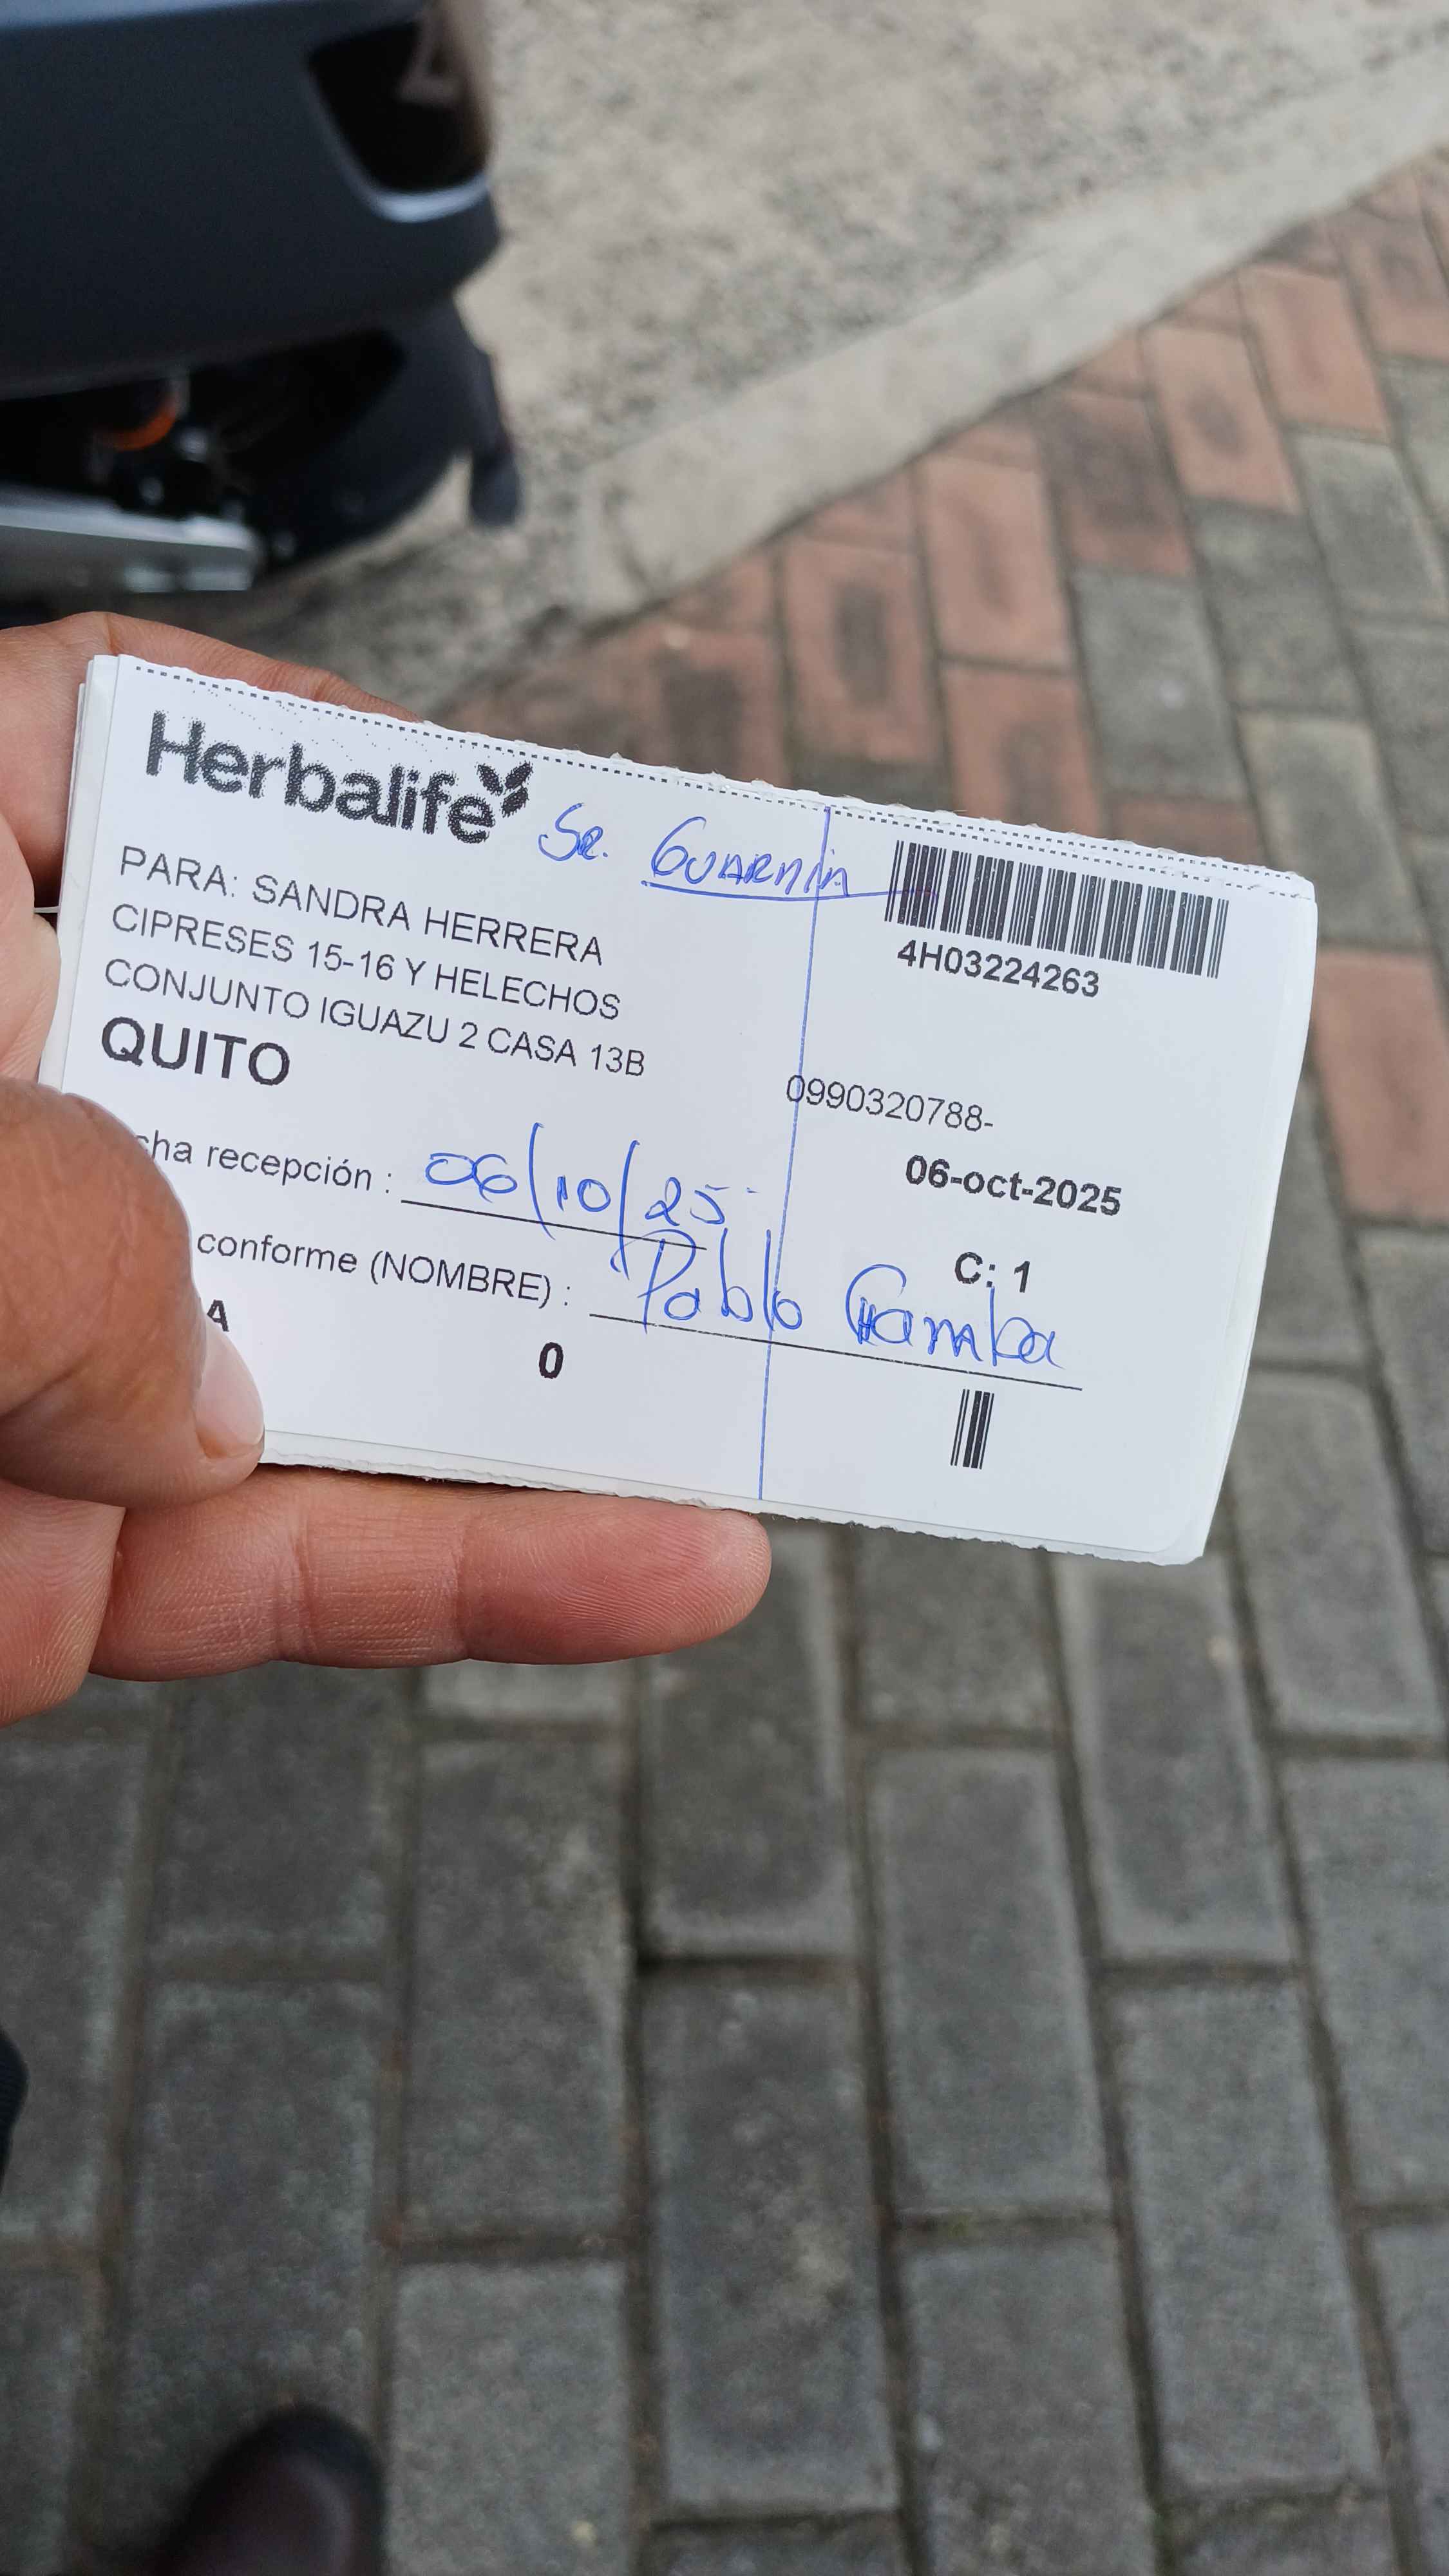 Herbalife
Sr. GUARNIN
4H03224263
PARA: SANDRA HERRERA
CIPRESES 15-16 Y HELECHOS
CONJUNTO IGUAZU 2 CASA 13B
QUITO
0990320788-
06-oct-2025
cha recepción : 06/10/25
C: 1
conforme (NOMBRE) : Pablo Gamba
A
0